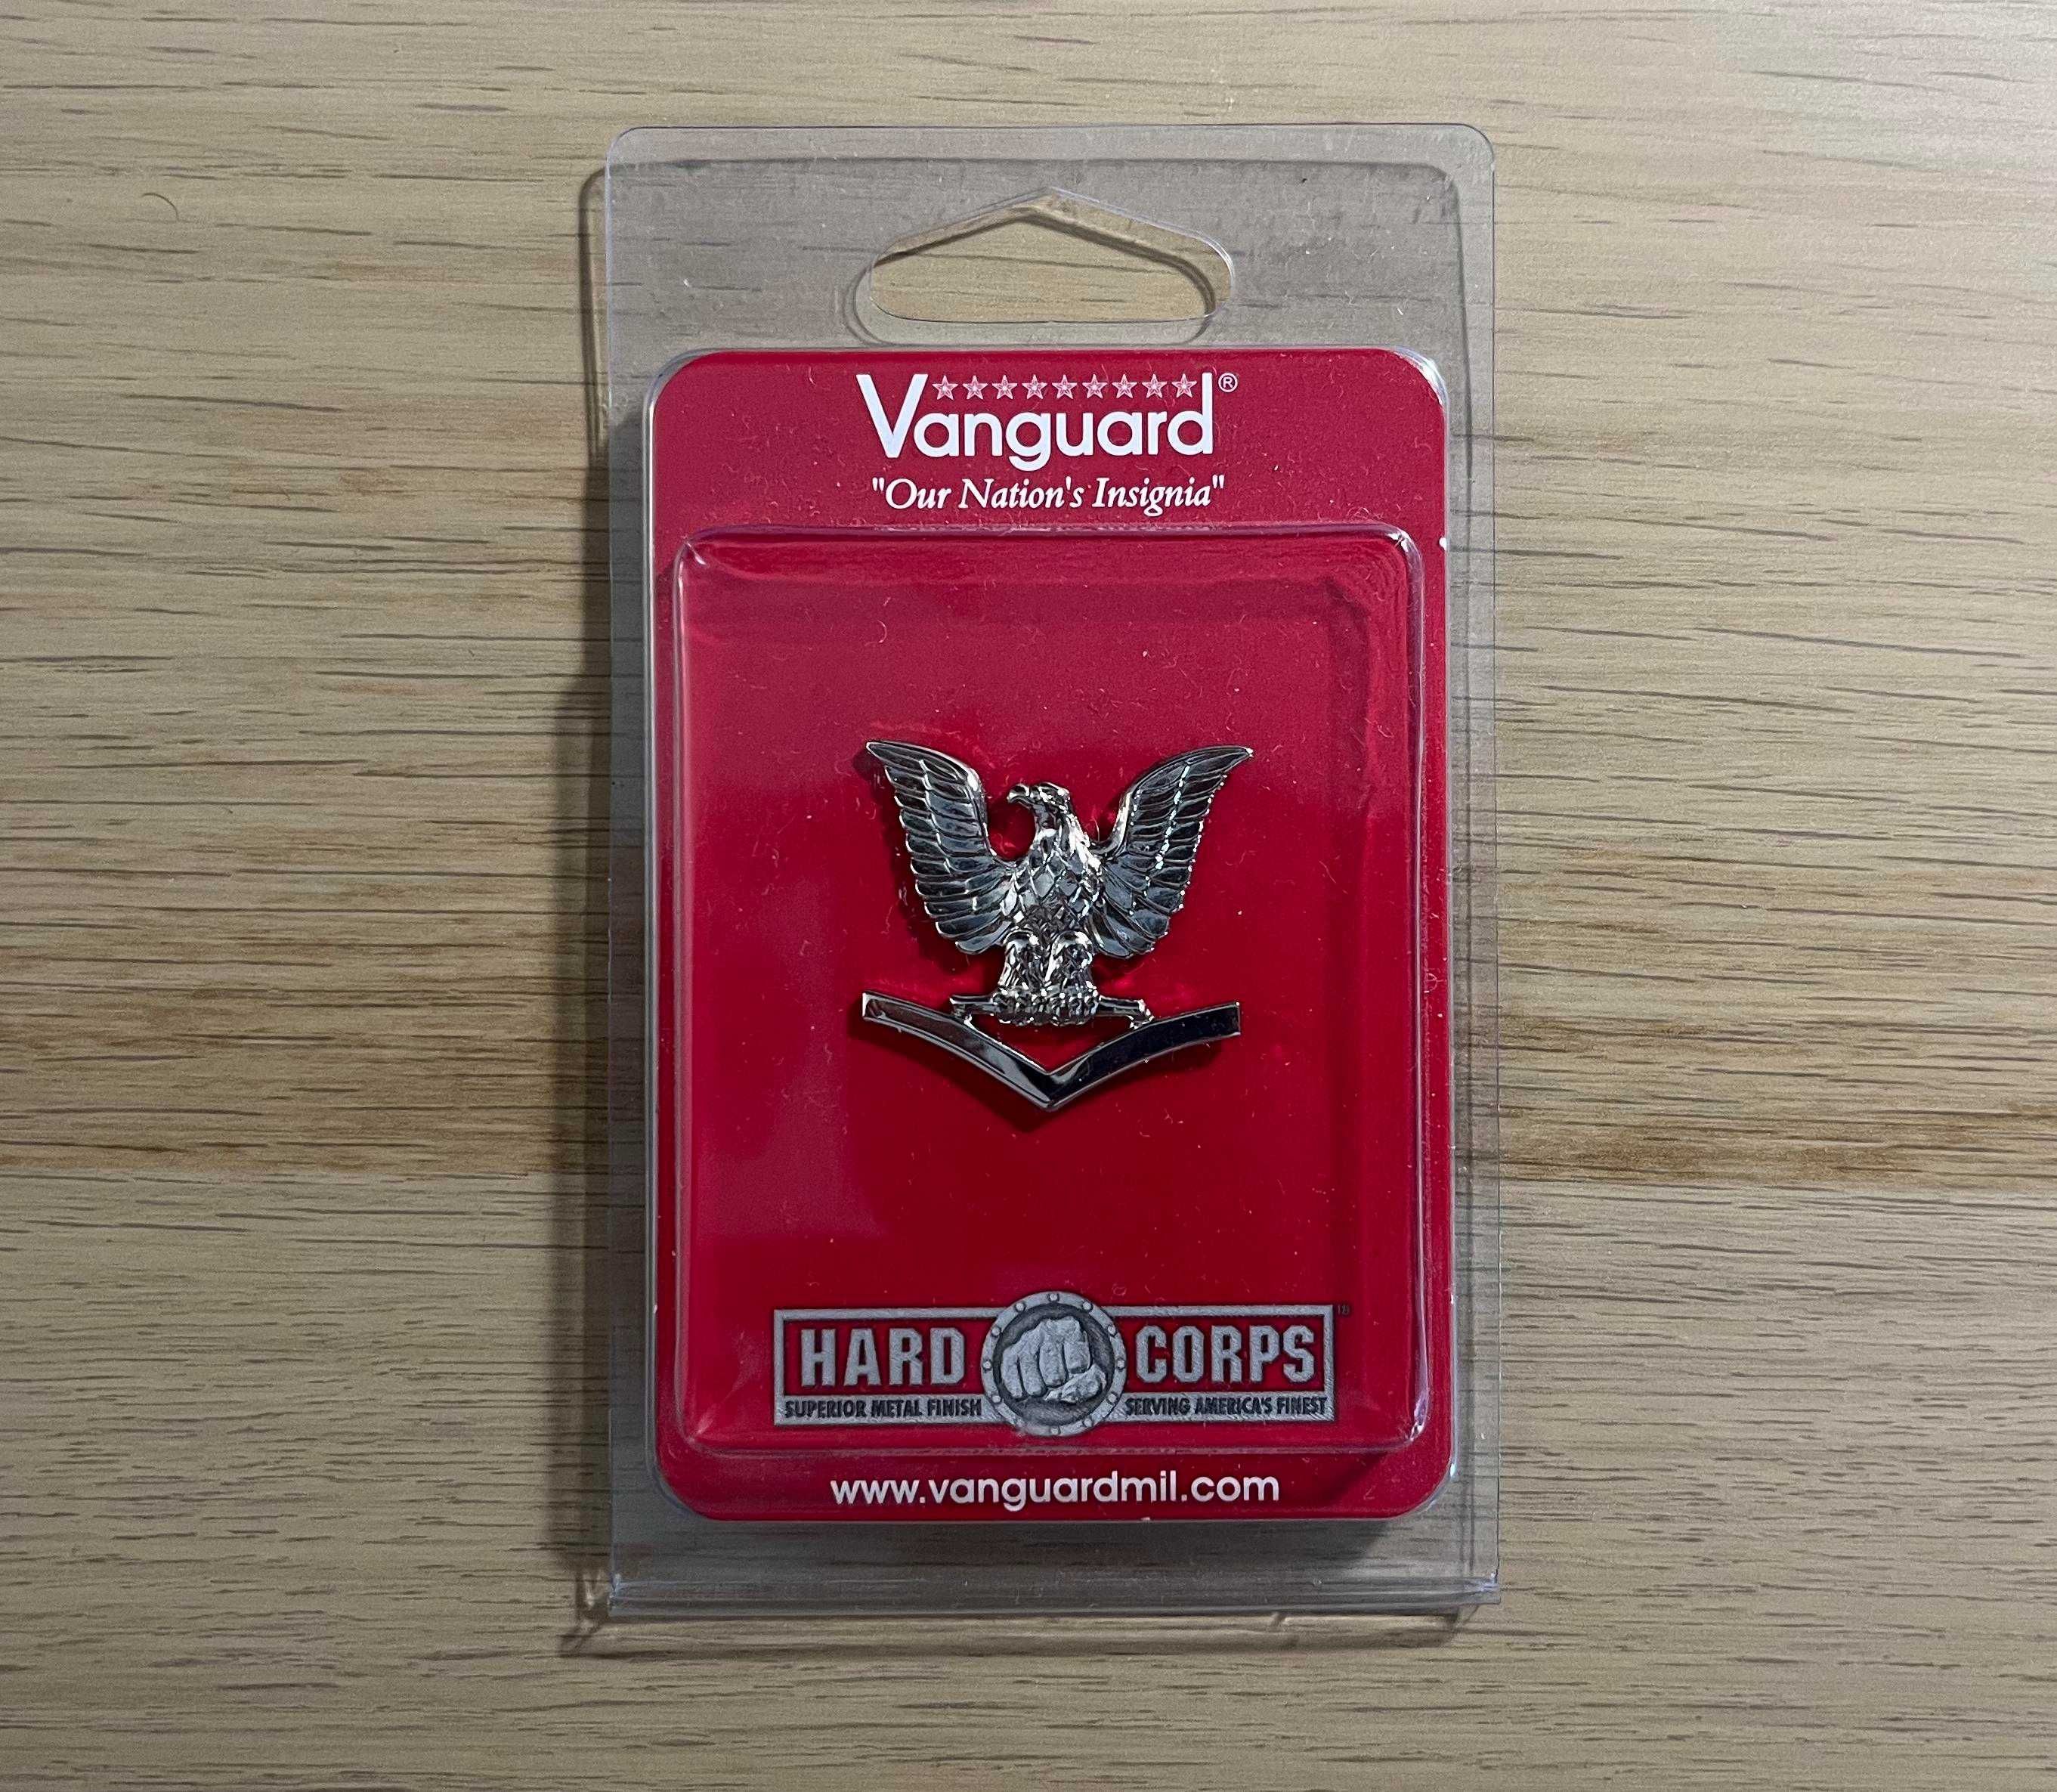 Vanguard®
"Our Nation's Insignia"
HARD CORPS
SUPERIOR METAL FINISH SERVING AMERICA'S FINEST
www.vanguardmil.com